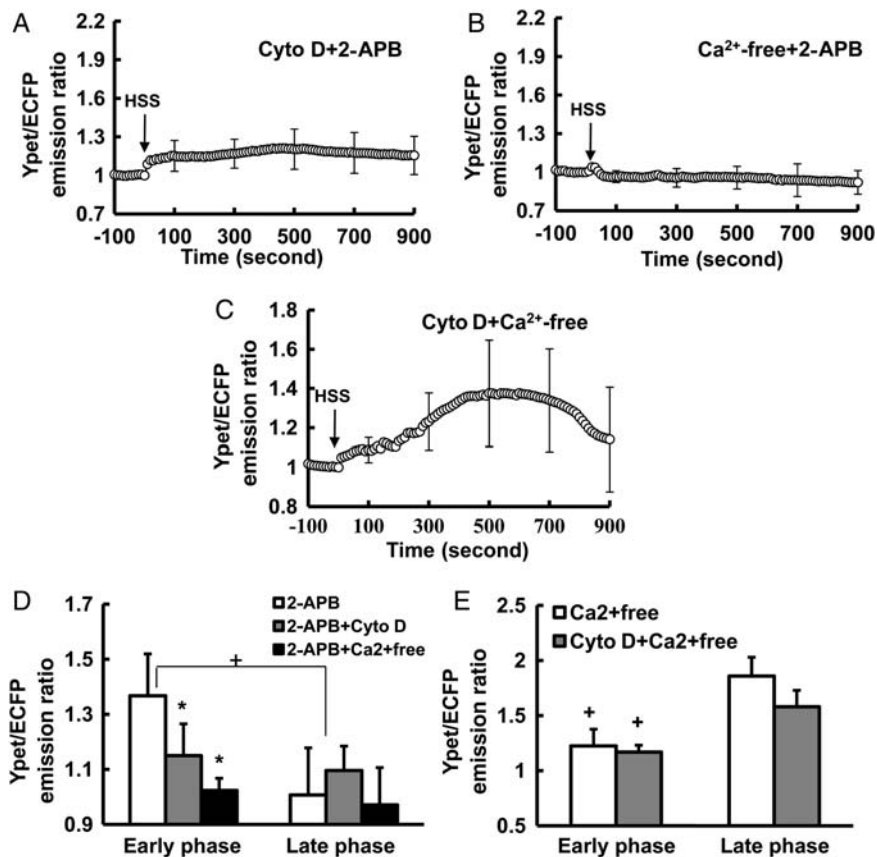 A
Cyto D+2-APB
HSS
Ypet/ECFP
emission ratio
2.2
1.9
1.6
1.3
1
0.7
-100
100
300
500
700
900
Time (second)
B
Ca²⁺-free+2-APB
HSS
Ypet/ECFP
emission ratio
2.2
1.9
1.6
1.3
1
0.7
-100
100
300
500
700
900
Time (second)
C
Cyto D+Ca²⁺-free
HSS
Ypet/ECFP
emission ratio
1.8
1.6
1.4
1.2
1
0.8
-100
100
300
500
700
900
Time (second)
D
2-APB
2-APB+Cyto D
2-APB+Ca2+free
Ypet/ECFP
emission ratio
1.7
1.5
1.3
1.1
0.9
+
*
*
Early phase
Late phase
E
Ca2+free
Cyto D+Ca2+free
Ypet/ECFP
emission ratio
2.5
2
1.5
1
0.5
+
+
Early phase
Late phase